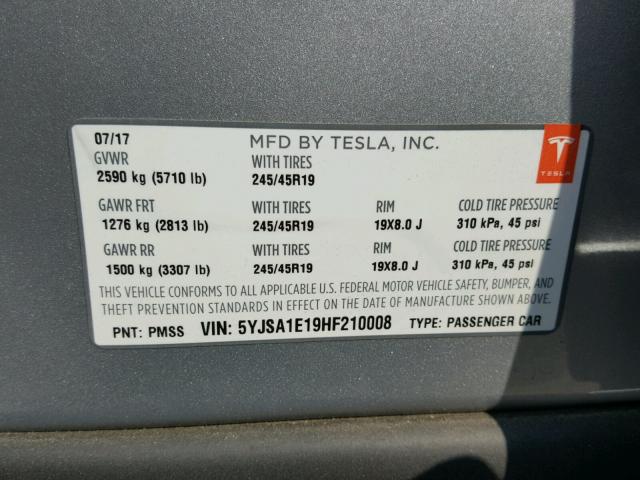 07/17 MFD BY TESLA, INC.
GVWR WITH TIRES
2590 kg (5710 lb) 245/45R19
TESLA
GAWR FRT WITH TIRES RIM COLD TIRE PRESSURE
1276 kg (2813 lb) 245/45R19 19X8.0 J 310 kPa, 45 psi
GAWR RR WITH TIRES RIM COLD TIRE PRESSURE
1500 kg (3307 lb) 245/45R19 19X8.0 J 310 kPa, 45 psi
THIS VEHICLE CONFORMS TO ALL APPLICABLE U.S. FEDERAL MOTOR VEHICLE SAFETY, BUMPER, AND
THEFT PREVENTION STANDARDS IN EFFECT ON THE DATE OF MANUFACTURE SHOWN ABOVE.
PNT: PMSS VIN: 5YJSA1E19HF210008 TYPE: PASSENGER CAR